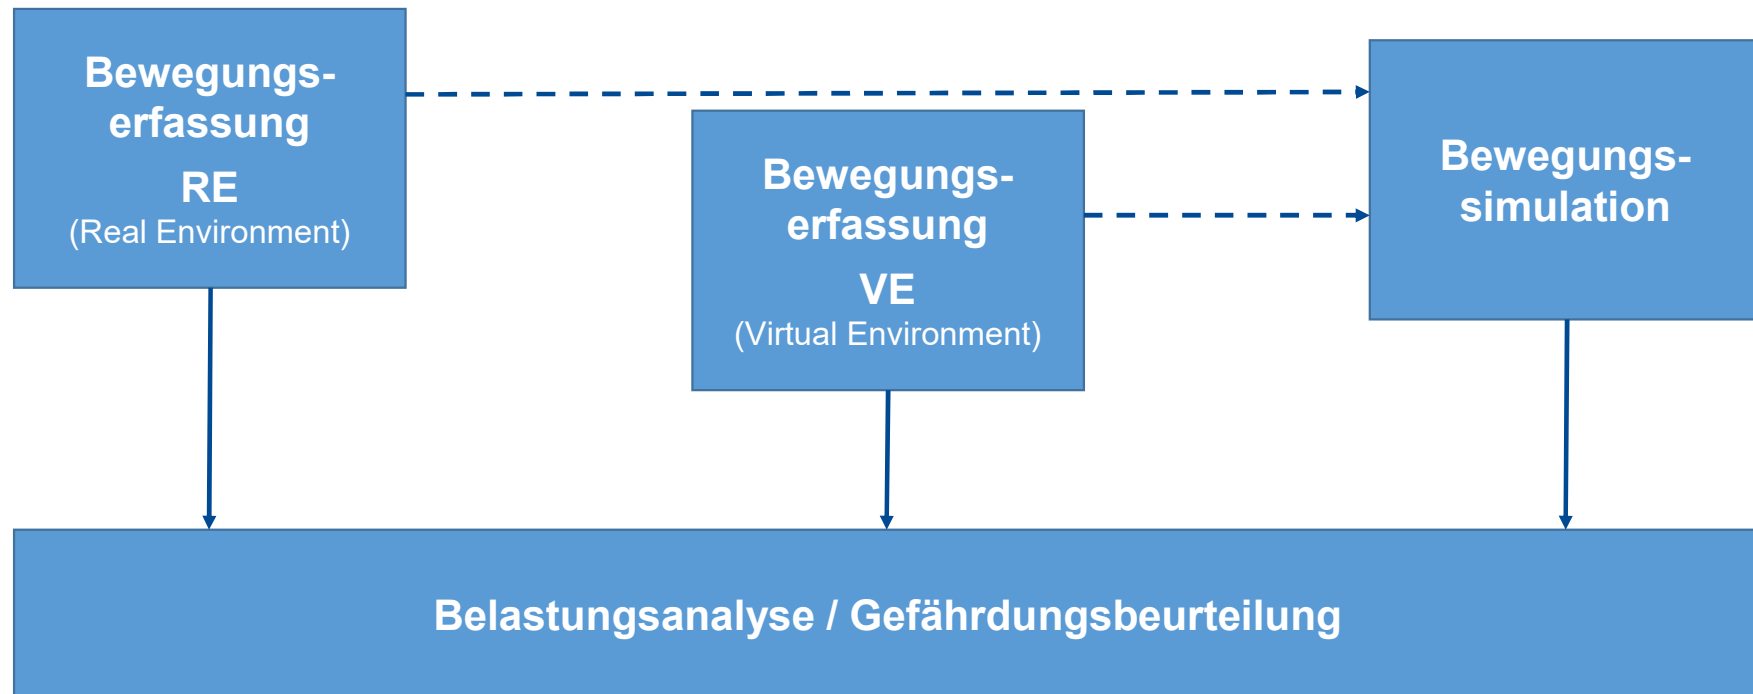 Bewegungs-
erfassung
RE
(Real Environment)
Bewegungs-
erfassung
VE
(Virtual Environment)
Bewegungs-
simulation
Belastungsanalyse / Gefährdungsbeurteilung